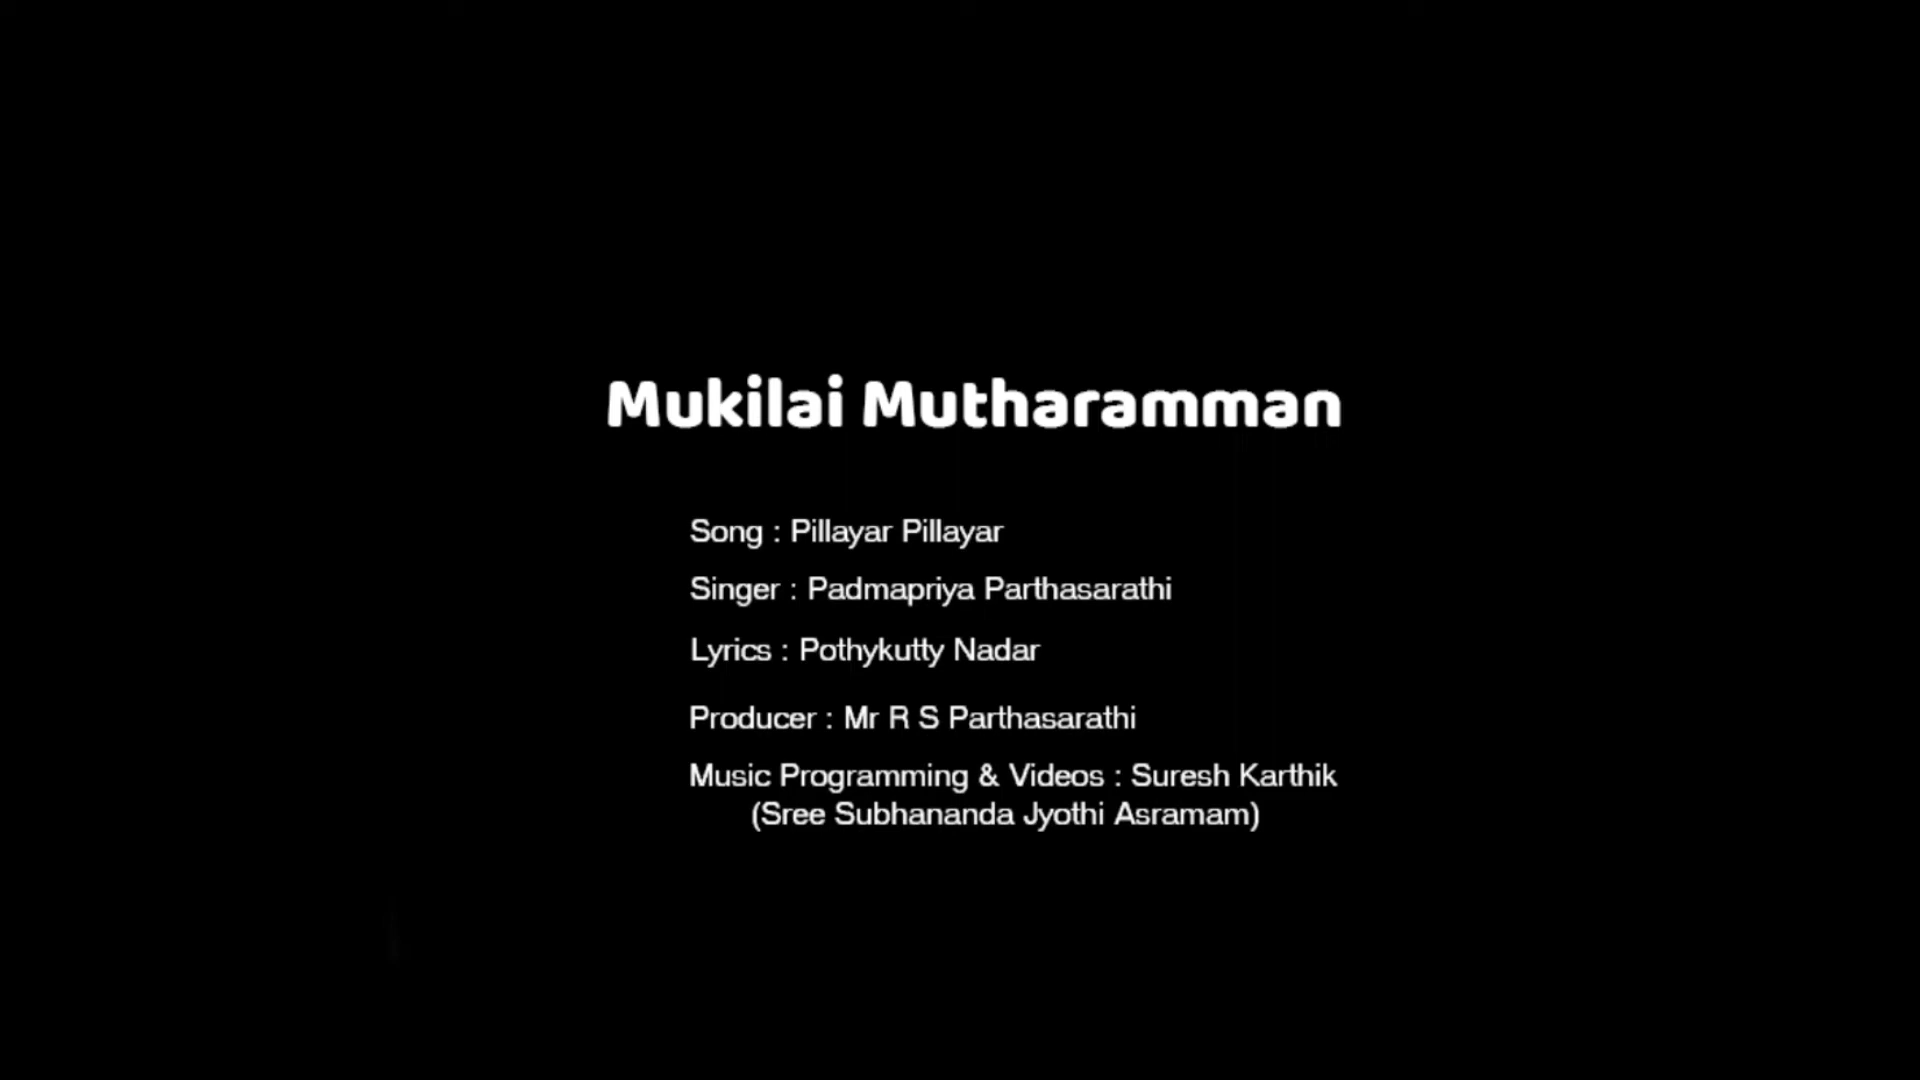 Mukilai Mutharamman
Song : Pillayar Pillayar
Singer : Padmapriya Parthasarathi
Lyrics : Pothykutty Nadar
Producer : Mr R S Parthasarathi
Music Programming & Videos : Suresh Karthik
(Sree Subhananda Jyothi Asramam)